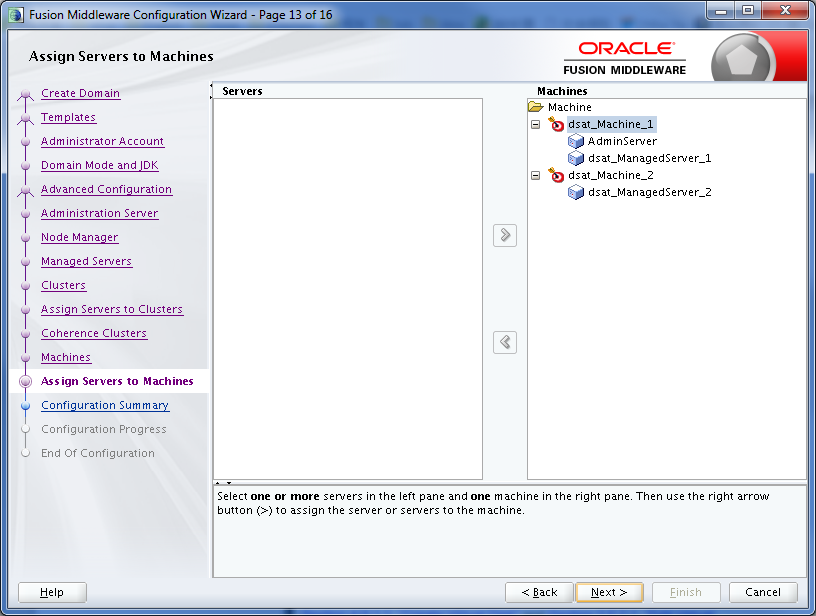 Fusion Middleware Configuration Wizard - Page 13 of 16
Assign Servers to Machines
ORACLE
FUSION MIDDLEWARE
Create Domain
Templates
Administrator Account
Domain Mode and JDK
Advanced Configuration
Administration Server
Node Manager
Managed Servers
Clusters
Assign Servers to Clusters
Coherence Clusters
Machines
Assign Servers to Machines
Configuration Summary
Configuration Progress
End Of Configuration
Servers
Machines
Machine
dsat_Machine_1
AdminServer
dsat_ManagedServer_1
dsat_Machine_2
dsat_ManagedServer_2
Select one or more servers in the left pane and one machine in the right pane. Then use the right arrow
button (>) to assign the server or servers to the machine.
Help
< Back
Next >
Finish
Cancel